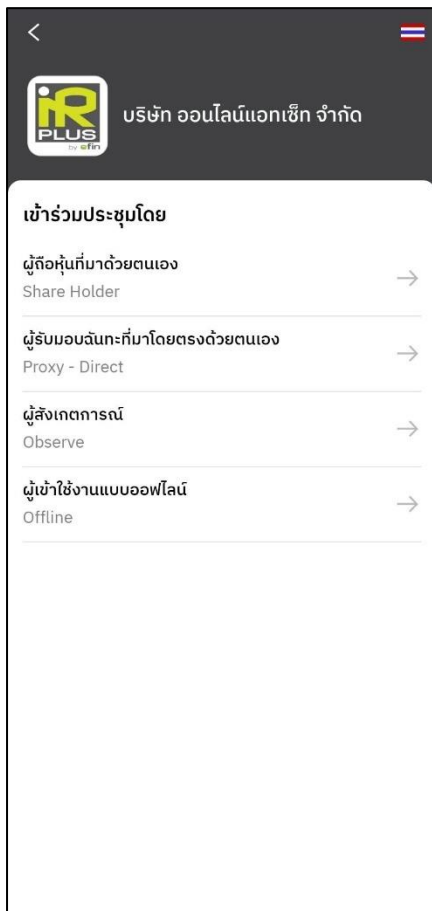 iR
PLUS
by efin
บริษัท ออนไลน์แอทเซ็ท จำกัด
เข้าร่วมประชุมโดย
ผู้ถือหุ้นที่มาด้วยตนเอง
Share Holder
ผู้รับมอบฉันทะที่มาโดยตรงด้วยตนเอง
Proxy - Direct
ผู้สังเกตการณ์
Observe
ผู้เข้าใช้งานแบบออฟไลน์
Offline